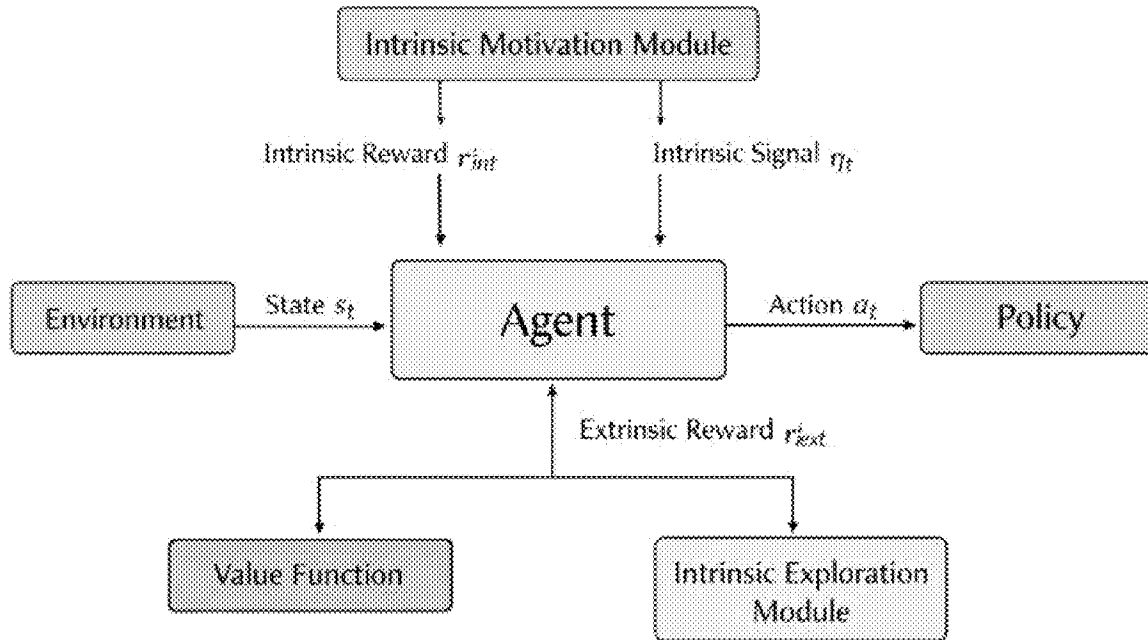 Intrinsic Motivation Module
Intrinsic Reward r_int
Intrinsic Signal η_t
Environment
State s_t
Agent
Action a_t
Policy
Extrinsic Reward
Value Function
Intrinsic Exploration
Module